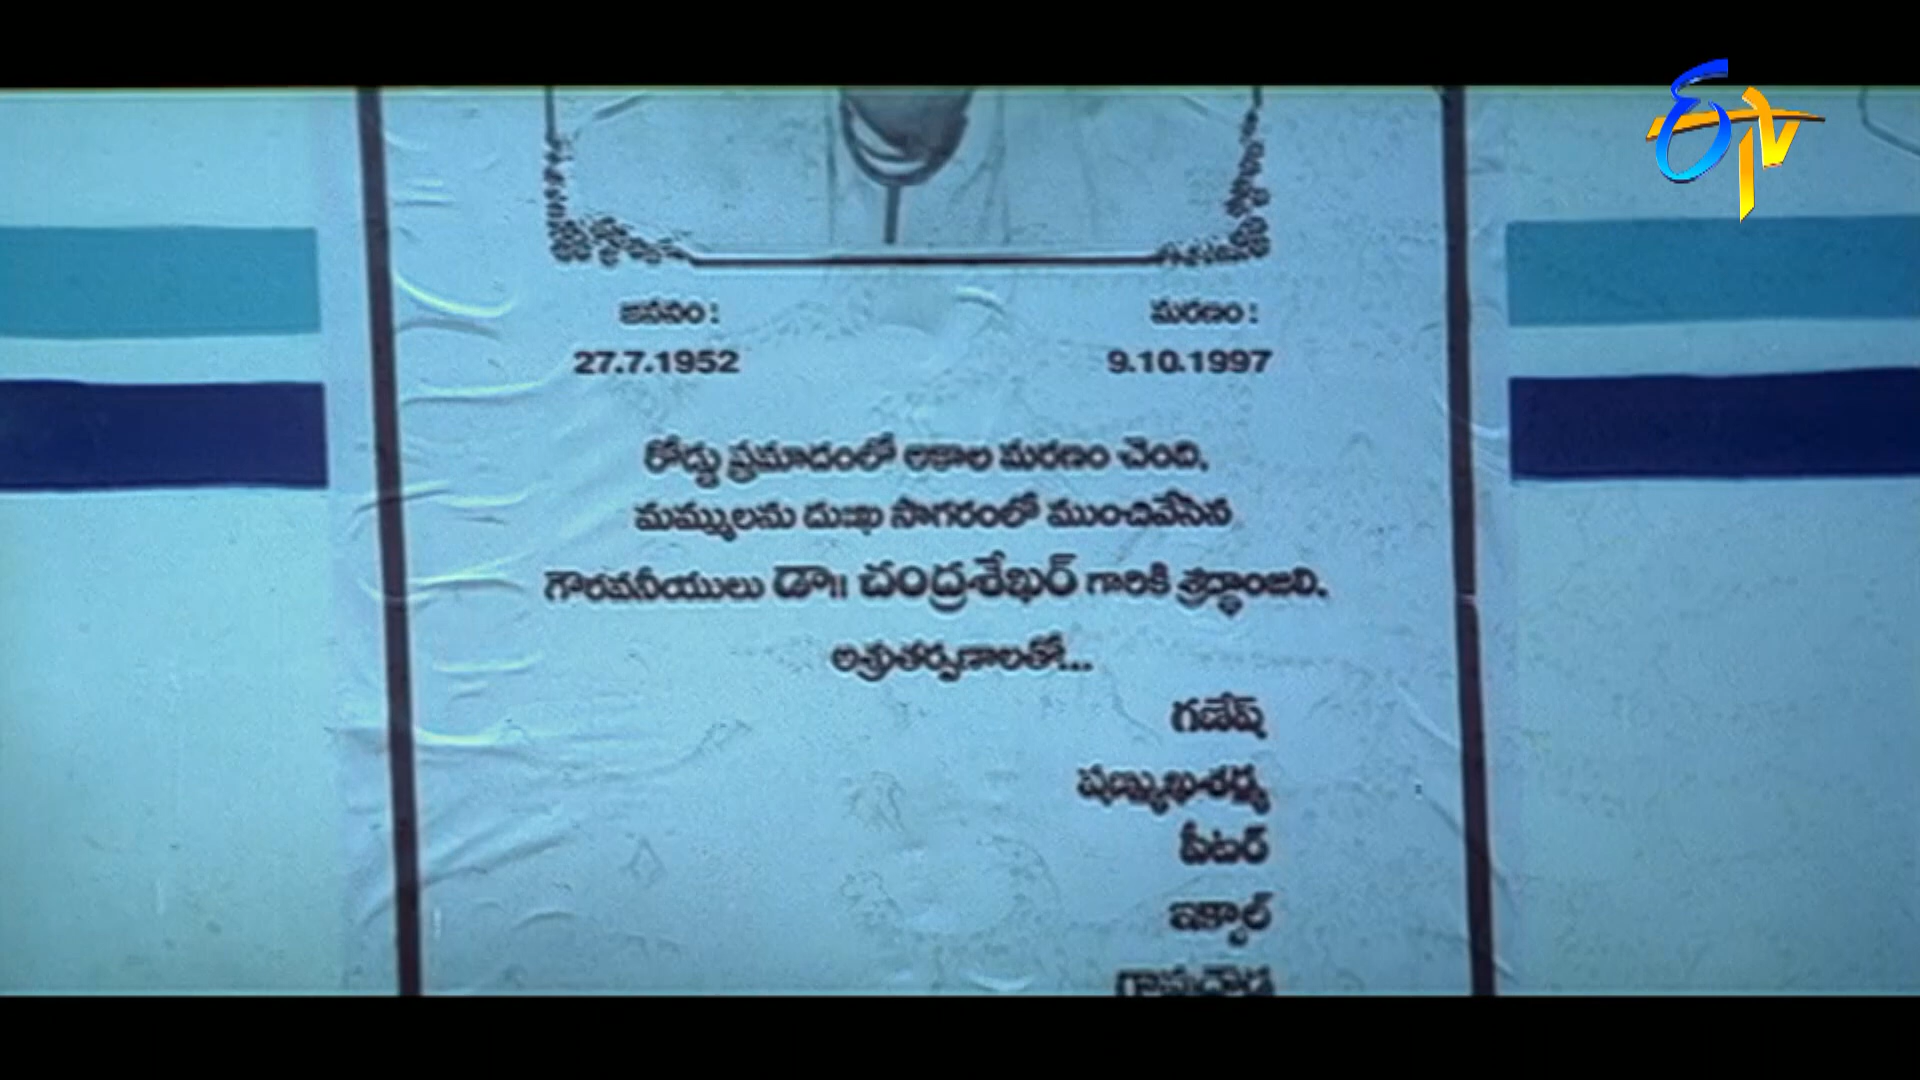 ETV
జననం :
మరణం :
27.7.1952
9.10.1997
రోడ్డు ప్రమాదంలో అకాల మరణం చెంది,
మమ్ములను దుఃఖ సాగరంలో ముంచివేసిన
గౌరవనీయులు డా॥ చంద్రశేఖర్ గారికి శ్రద్ధాంజలి.
అశ్రుతర్పణాలతో...
గణేష్
షణ్ముఖశర్మ
పీటర్
ఇక్బాల్